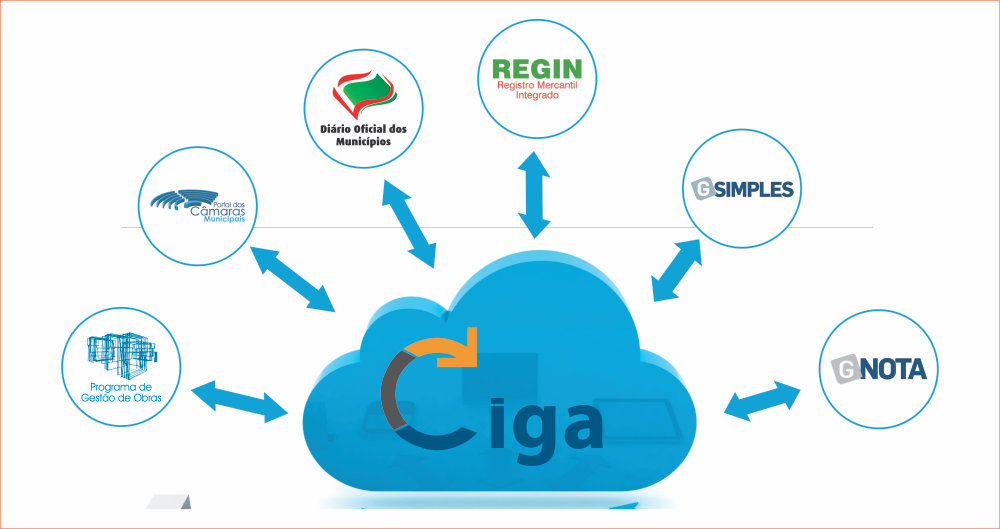 REGIN
Registro Mercantil
Integrado
Diário Oficial dos
Municípios
GSIMPLES
Portal das
Câmaras
Municipais
Programa de
Gestão de Obras
GNOTA
Ciga